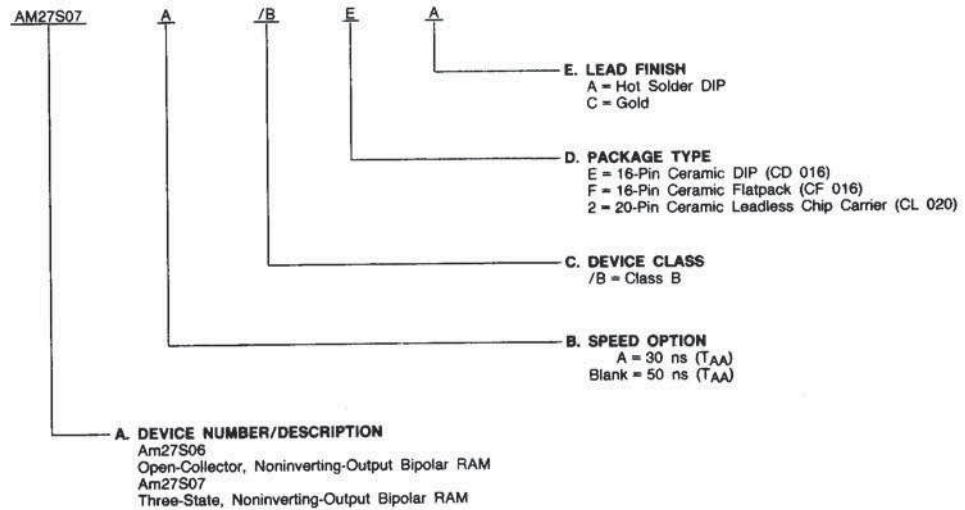 AM27S07 A /B E A
E. LEAD FINISH
A = Hot Solder DIP
C = Gold
D. PACKAGE TYPE
E = 16-Pin Ceramic DIP (CD 016)
F = 16-Pin Ceramic Flatpack (CF 016)
2 = 20-Pin Ceramic Leadless Chip Carrier (CL 020)
C. DEVICE CLASS
/B = Class B
B. SPEED OPTION
A = 30 ns (TAA)
Blank = 50 ns (TAA)
A. DEVICE NUMBER/DESCRIPTION
Am27S06
Open-Collector, Noninverting-Output Bipolar RAM
Am27S07
Three-State, Noninverting-Output Bipolar RAM